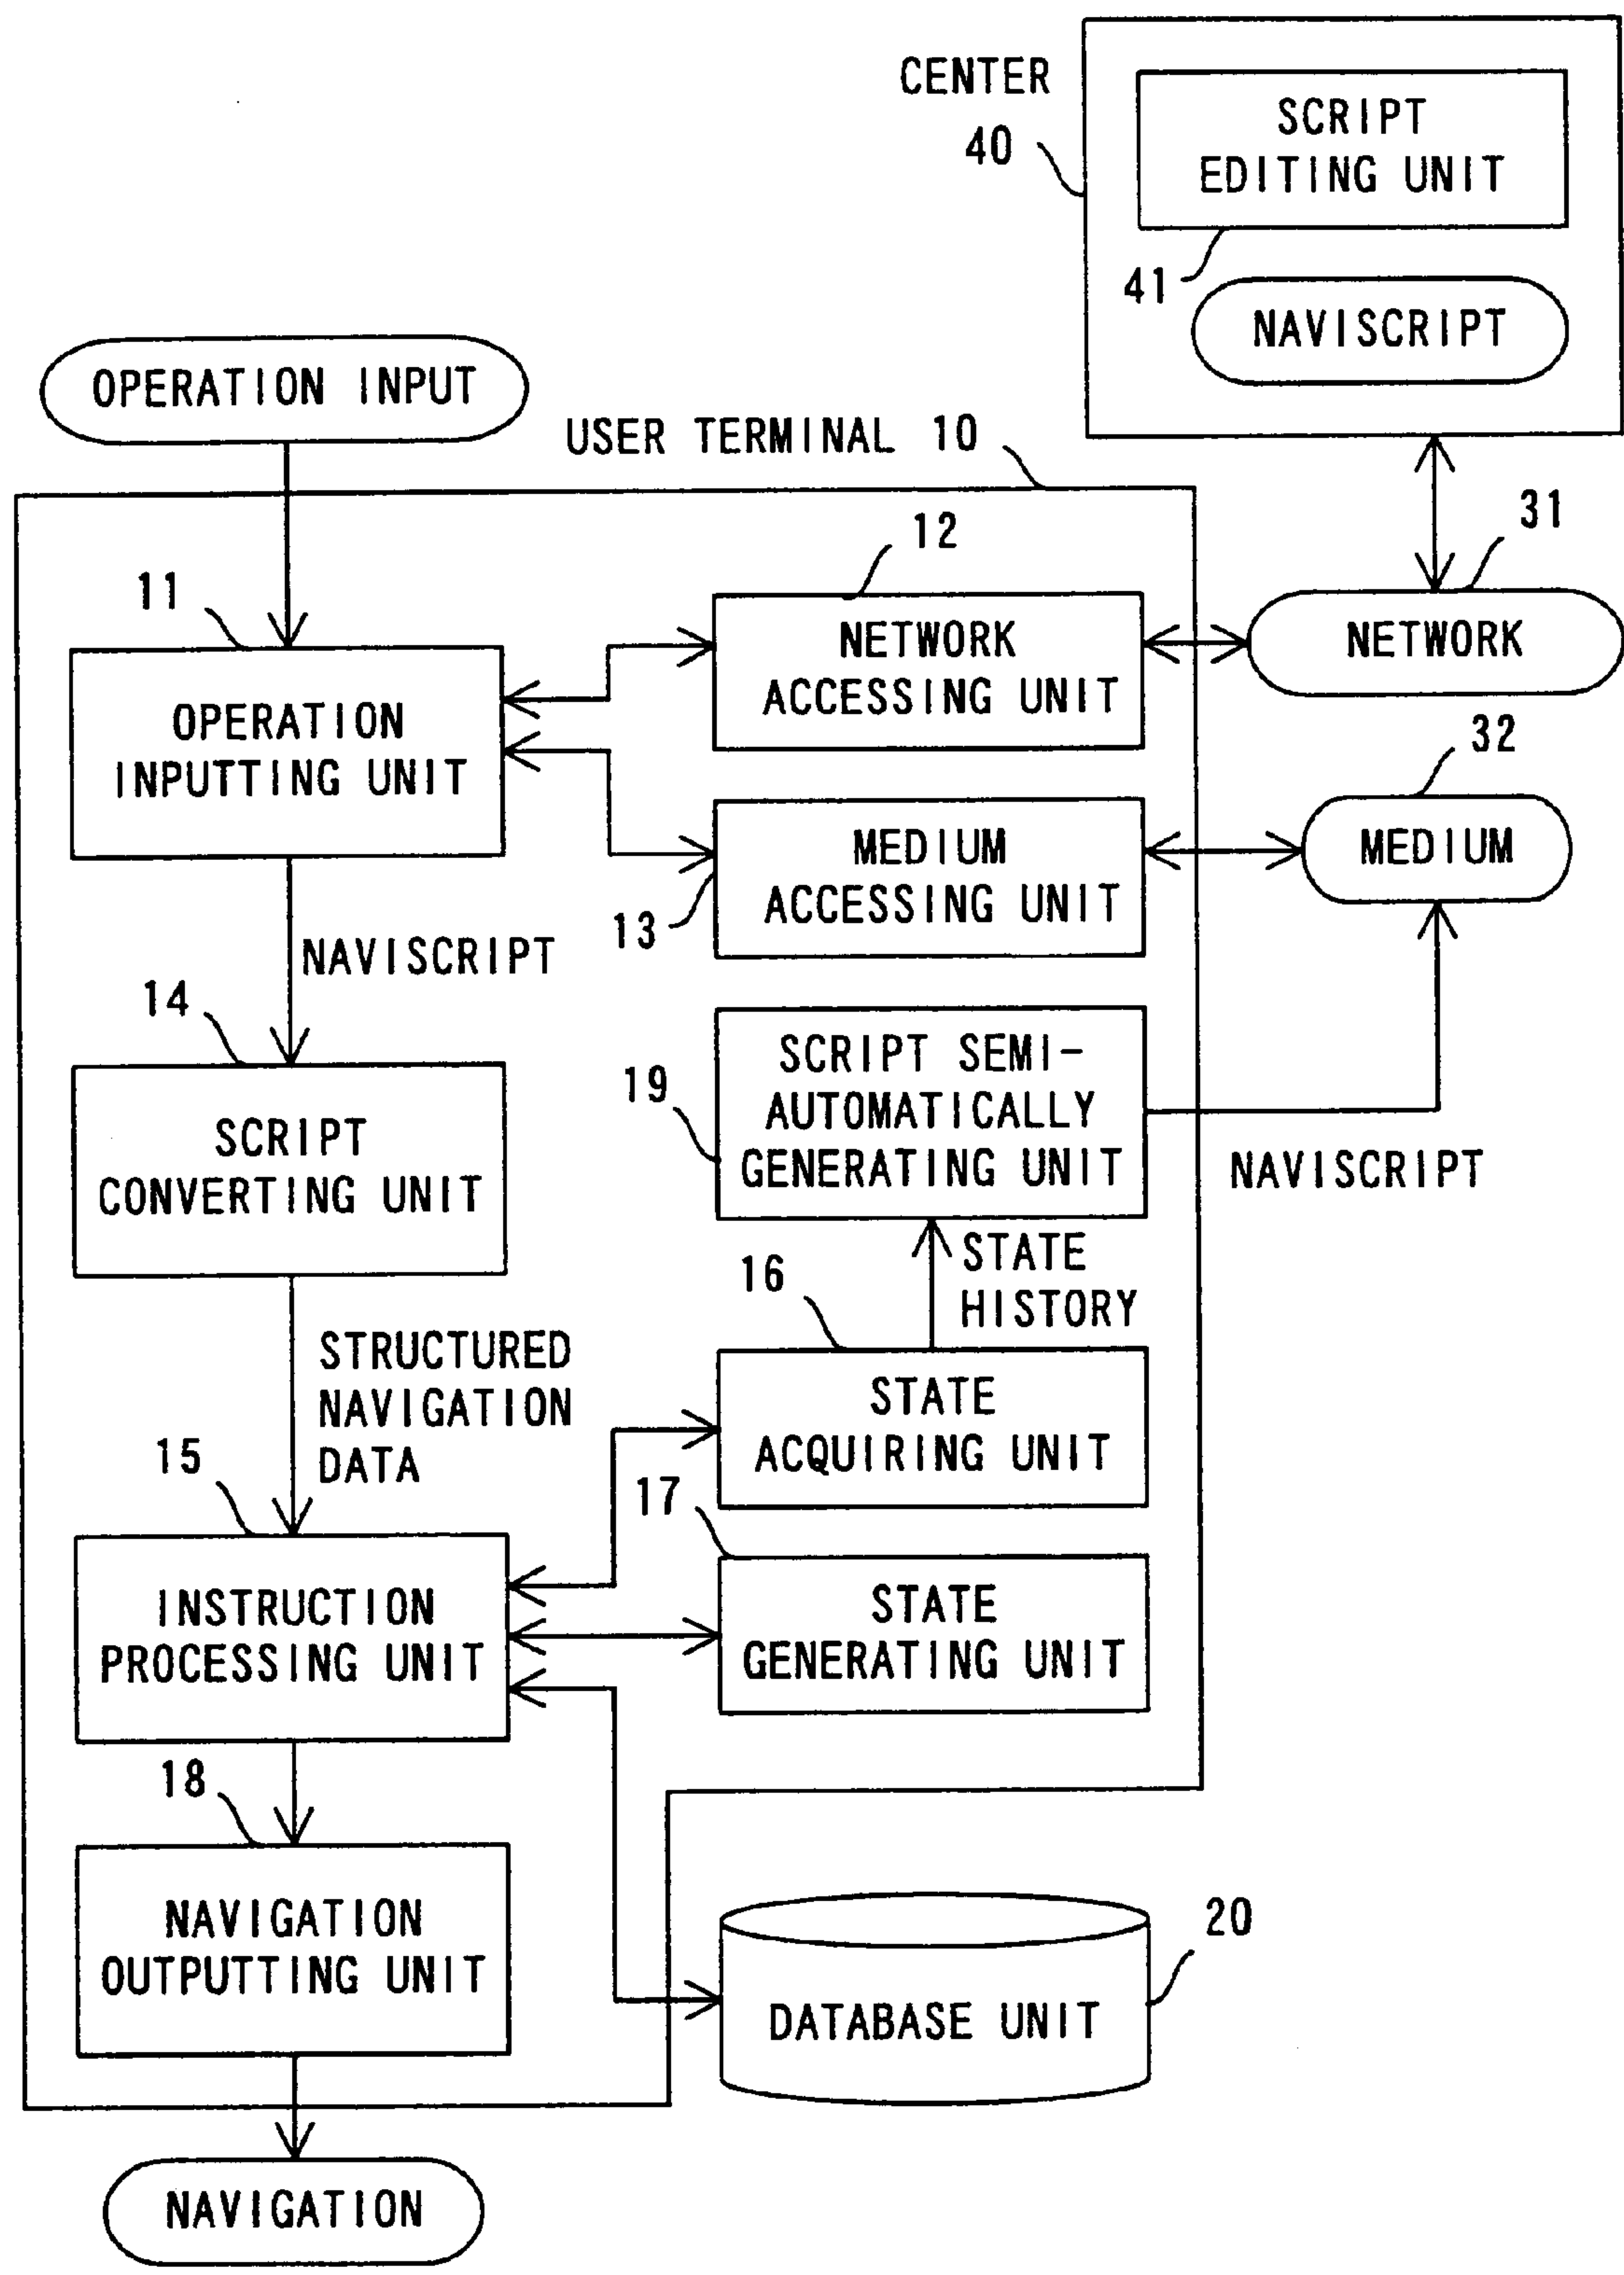 CENTER
40
SCRIPT
EDITING UNIT
41
NAVISCRIPT
OPERATION INPUT
USER TERMINAL 10
31
NETWORK
12
NETWORK
ACCESSING UNIT
11
OPERATION
INPUTTING UNIT
32
MEDIUM
MEDIUM
ACCESSING UNIT
13
NAVISCRIPT
14
SCRIPT
CONVERTING UNIT
SCRIPT SEMI-
AUTOMATICALLY
GENERATING UNIT
19
NAVISCRIPT
STATE
HISTORY
16
STATE
ACQUIRING UNIT
STRUCTURED
NAVIGATION
DATA
15
17
INSTRUCTION
PROCESSING UNIT
STATE
GENERATING UNIT
18
NAVIGATION
OUTPUTTING UNIT
20
DATABASE UNIT
NAVIGATION